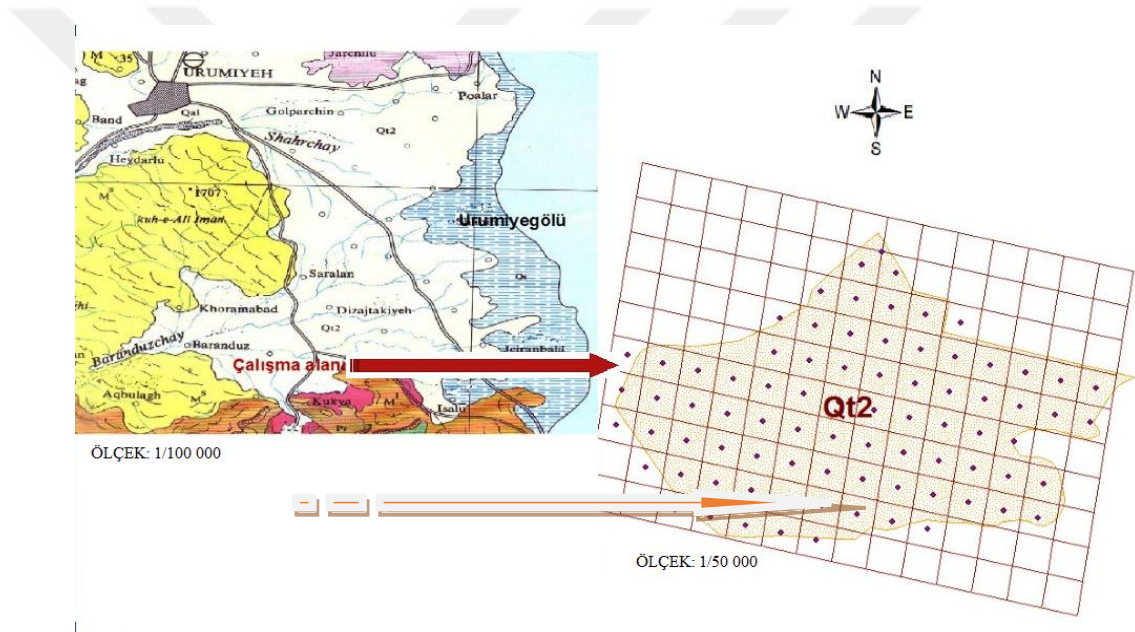 M
35
Jarchilu
URUMIYEH
Poalar
Golparchin
Qal
Band
Qt2
Shahrchay
Heydarlu
M
1707
kuh-e-Ali Iman
Urumiyegölü
Saralan
Khoramabad
Dizajtakiyeh
Qt2
Baranduzchay
Baranduz
Çalışma alanı
Aqbulagh
Kukya
Isalu
ÖLÇEK: 1/100 000
N
W E
S
Qt2
ÖLÇEK: 1/50 000